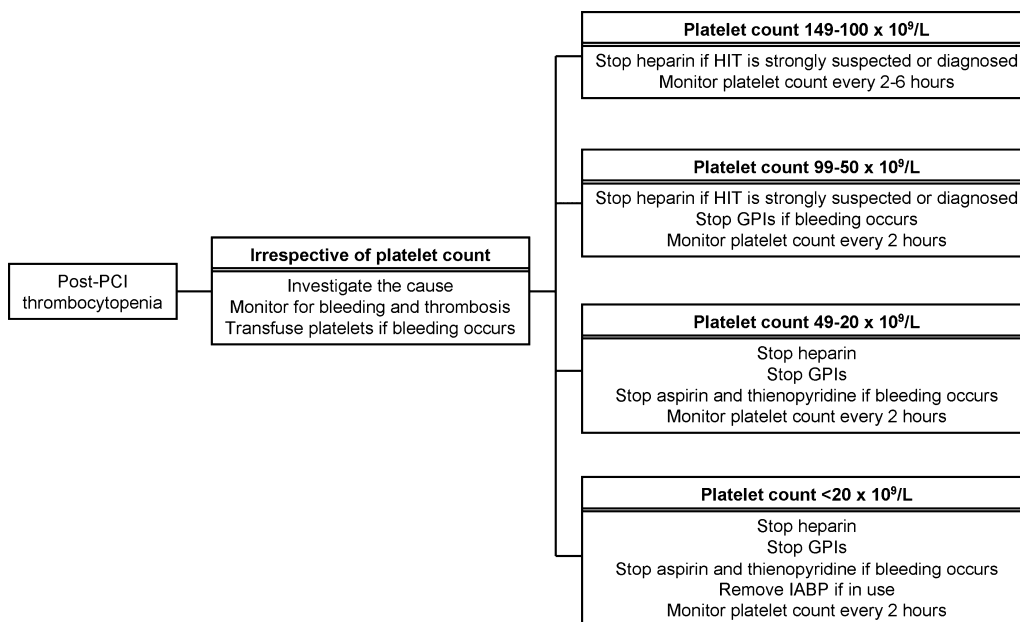 Post-PCI
thrombocytopenia
Irrespective of platelet count
Investigate the cause
Monitor for bleeding and thrombosis
Transfuse platelets if bleeding occurs
Platelet count 149-100 x 10⁹/L
Stop heparin if HIT is strongly suspected or diagnosed
Monitor platelet count every 2-6 hours
Platelet count 99-50 x 10⁹/L
Stop heparin if HIT is strongly suspected or diagnosed
Stop GPIs if bleeding occurs
Monitor platelet count every 2 hours
Platelet count 49-20 x 10⁹/L
Stop heparin
Stop GPIs
Stop aspirin and thienopyridine if bleeding occurs
Monitor platelet count every 2 hours
Platelet count <20 x 10⁹/L
Stop heparin
Stop GPIs
Stop aspirin and thienopyridine if bleeding occurs
Remove IABP if in use
Monitor platelet count every 2 hours